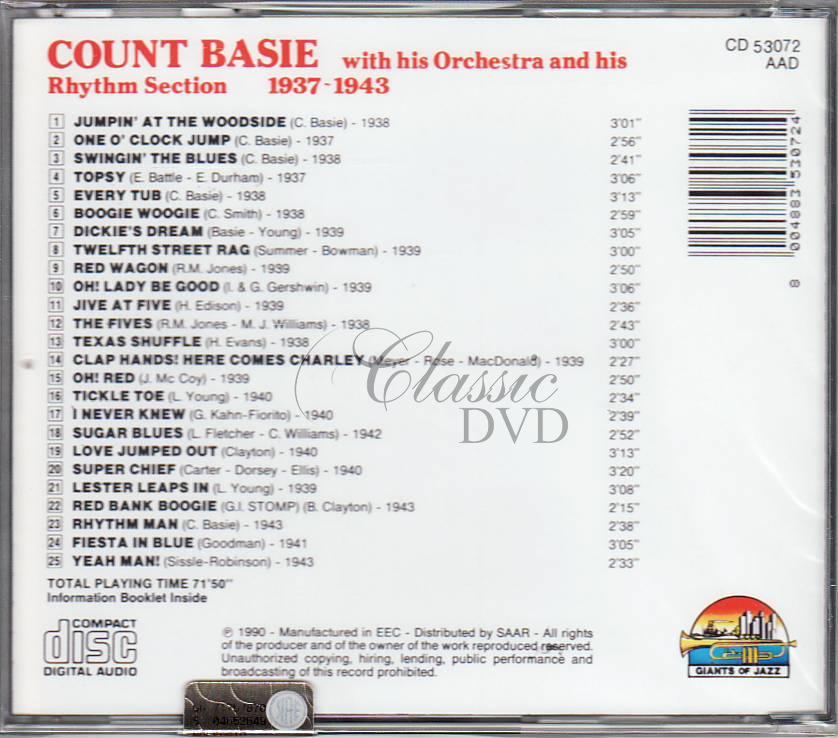 COUNT BASIE with his Orchestra and his
Rhythm Section 1937-1943
CD 53072
AAD
1 JUMPIN' AT THE WOODSIDE (C. Basie) - 1938 3'01"
2 ONE O' CLOCK JUMP (C. Basie) - 1937 2'56"
3 SWINGIN' THE BLUES (C. Basie) - 1938 2'41"
4 TOPSY (E. Battle - E. Durham) - 1937 3'06"
5 EVERY TUB (C. Basie) - 1938 3'13"
6 BOOGIE WOOGIE (C. Smith) - 1938 2'59"
7 DICKIE'S DREAM (Basie - Young) - 1939 3'05"
8 TWELFTH STREET RAG (Summer - Bowman) - 1939 3'00"
9 RED WAGON (R.M. Jones) - 1939 2'50"
10 OH! LADY BE GOOD (I. & G. Gershwin) - 1939 3'06"
11 JIVE AT FIVE (H. Edison) - 1939 2'36"
12 THE FIVES (R.M. Jones - M. J. Williams) - 1938 2'43"
13 TEXAS SHUFFLE (H. Evans) - 1938 3'00"
14 CLAP HANDS! HERE COMES CHARLEY (Meyer - Rose - MacDonald) - 1939 2'27"
15 OH! RED (J. Mc Coy) - 1939 2'50"
16 TICKLE TOE (L. Young) - 1940 2'34"
17 I NEVER KNEW (G. Kahn-Fiorito) - 1940 2'39"
18 SUGAR BLUES (L. Fletcher - C. Williams) - 1942 2'52"
19 LOVE JUMPED OUT (Clayton) - 1940 3'13"
20 SUPER CHIEF (Carter - Dorsey - Ellis) - 1940 3'20"
21 LESTER LEAPS IN (L. Young) - 1939 3'08"
22 RED BANK BOOGIE (G.I. STOMP) (B. Clayton) - 1943 2'15"
23 RHYTHM MAN (C. Basie) - 1943 2'38"
24 FIESTA IN BLUE (Goodman) - 1941 3'05"
25 YEAH MAN! (Sissle-Robinson) - 1943 2'33"
8 004883 530724
Classic
DVD
TOTAL PLAYING TIME 71'50"
Information Booklet Inside
COMPACT
disc
DIGITAL AUDIO
℗ 1990 - Manufactured in EEC - Distributed by SAAR - All rights
of the producer and of the owner of the work reproduced reserved.
Unauthorized copying, hiring, lending, public performance and
broadcasting of this record prohibited.
GIANTS OF JAZZ